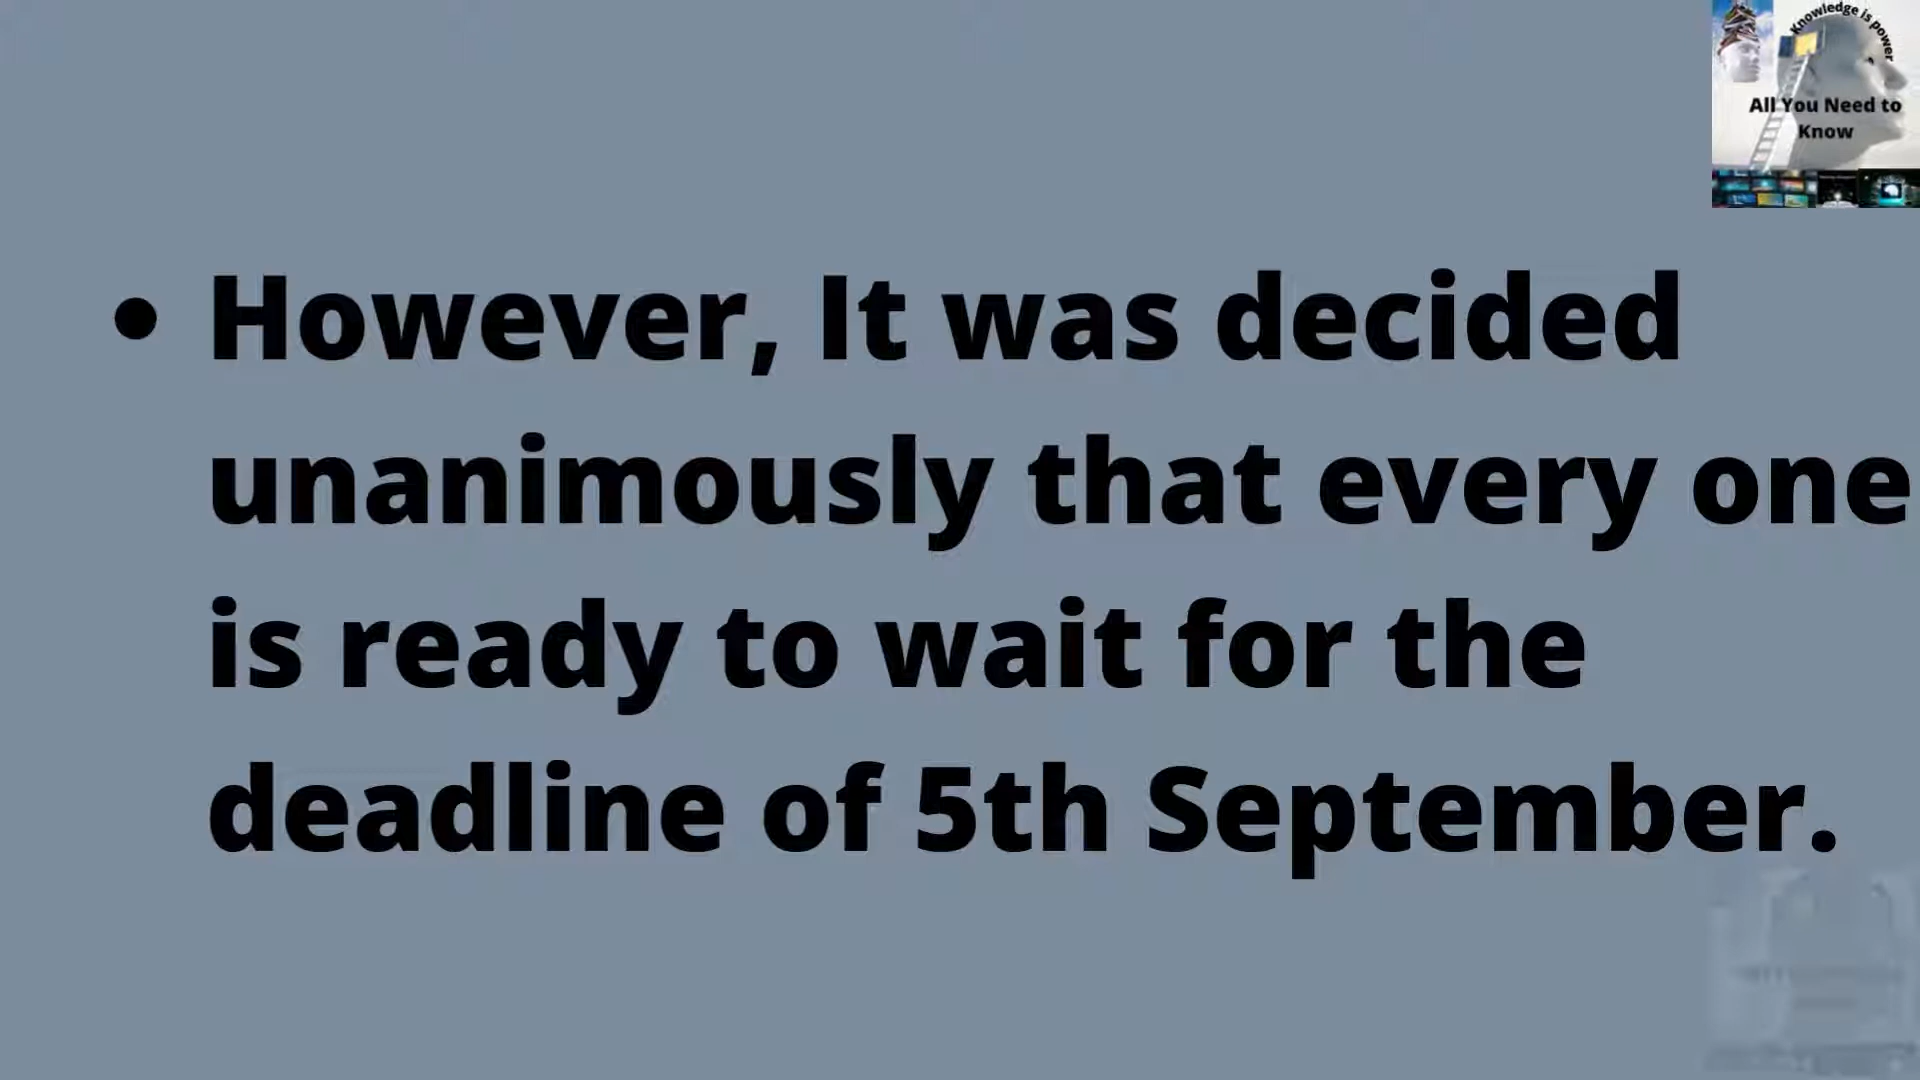 Knowledge is power
All You Need to
Know
• However, It was decided
unanimously that every one
is ready to wait for the
deadline of 5th September.